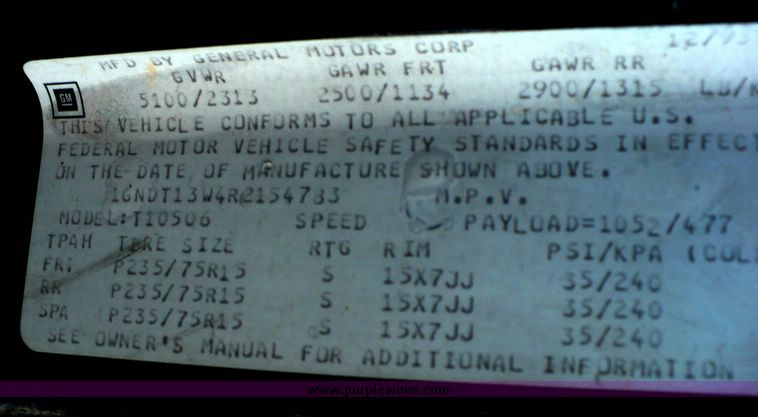 MFD BY GENERAL MOTORS CORP 12/93
GVWR GAWR FRT GAWR RR
GM 5100/2313 2500/1134 2900/1315 LB/
THIS VEHICLE CONFORMS TO ALL APPLICABLE U.S.
FEDERAL MOTOR VEHICLE SAFETY STANDARDS IN EFFECT
ON THE DATE OF MANUFACTURE SHOWN ABOVE.
1GNDT13W4R2154783 M.P.V.
MODEL:T10506 SPEED PAYLOAD=1052/477
TPAH TIRE SIZE RTG RIM PSI/KPA (COL
FRT P235/75R15 S 15X7JJ 35/240
RR P235/75R15 S 15X7JJ 35/240
SPA P235/75R15 S 15X7JJ 35/240
SEE OWNER'S MANUAL FOR ADDITIONAL INFORMATION
www.purplewave.com